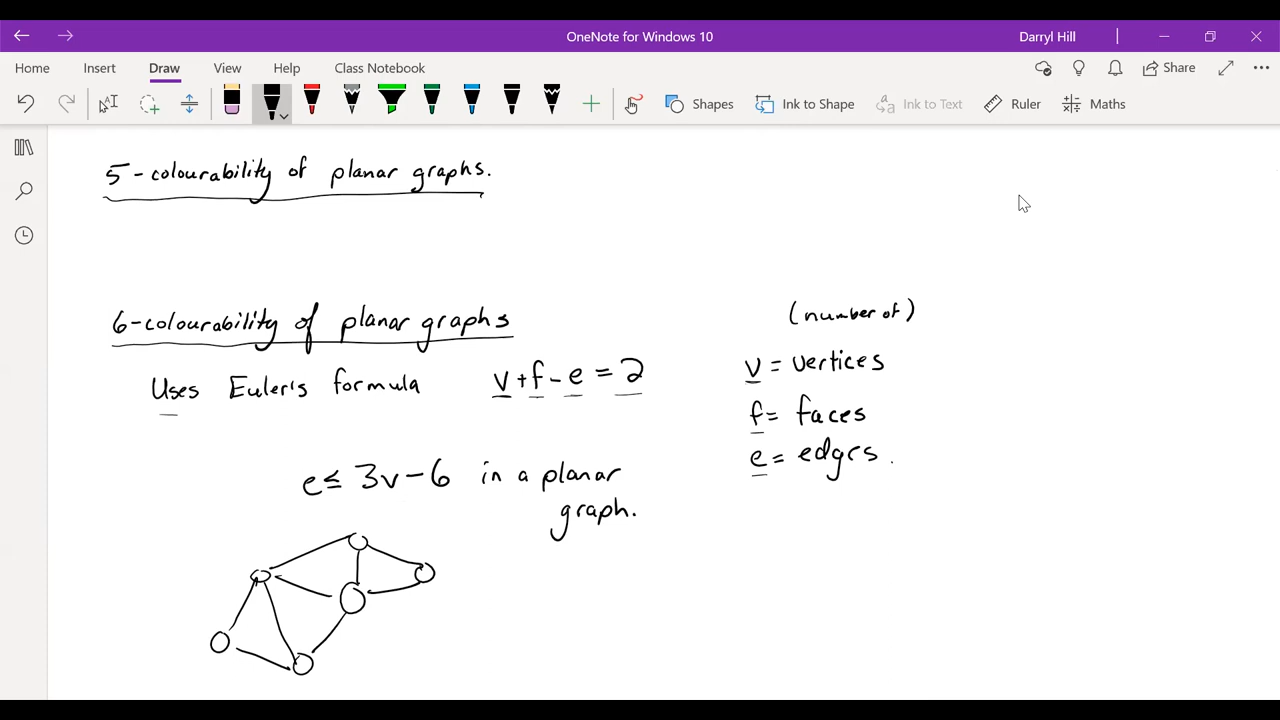 OneNote for Windows 10
Darryl Hill
Home Insert Draw View Help Class Notebook
Share
Shapes Ink to Shape Ink to Text Ruler Maths
5-colourability of planar graphs.
6-colourability of planar graphs
(number of)
Uses Euler's formula v+f-e=2
v = vertices
f= faces
e = edges.
e≤ 3v-6 in a planar
graph.